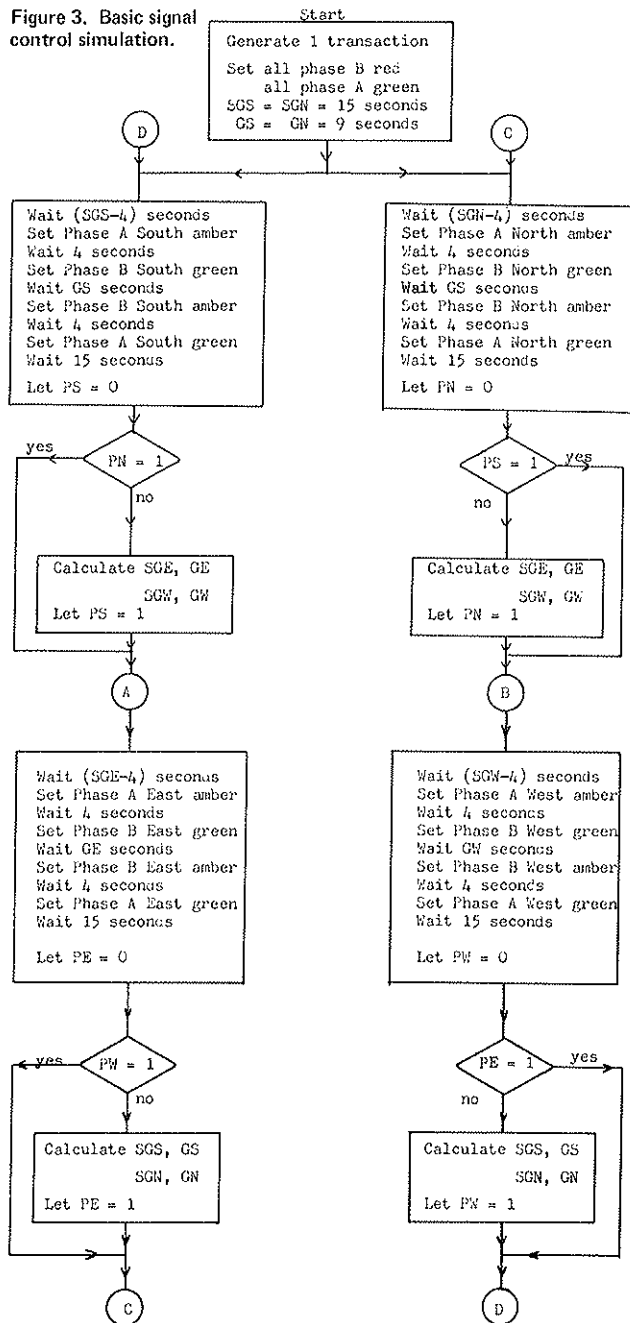 Figure 3. Basic signal
control simulation.
Start
Generate 1 transaction
Set all phase B red
all phase A green
SGS = SGN = 15 seconds
GS = GN = 9 seconds
D
C
Wait (SGS-4) seconds
Set Phase A South amber
Wait 4 seconds
Set Phase B South green
Wait GS seconds
Set Phase B South amber
Wait 4 seconds
Set Phase A South green
Wait 15 seconds
Let PS = 0
Wait (SGN-4) seconds
Set Phase A North amber
Wait 4 seconds
Set Phase B North green
Wait GS seconds
Set Phase B North amber
Wait 4 seconds
Set Phase A North green
Wait 15 seconds
Let PN = 0
yes
PN = 1
no
PS = 1
yes
no
Calculate SGE, GE
SGW, GW
Let PS = 1
Calculate SGE, GE
SGW, GW
Let PN = 1
A
B
Wait (SGE-4) seconds
Set Phase A East amber
Wait 4 seconds
Set Phase B East green
Wait GE seconds
Set Phase B East amber
Wait 4 seconds
Set Phase A East green
Wait 15 seconds
Let PE = 0
Wait (SGW-4) seconds
Set Phase A West amber
Wait 4 seconds
Set Phase B West green
Wait GW seconds
Set Phase B West amber
Wait 4 seconds
Set Phase A West green
Wait 15 seconds
Let PW = 0
yes
PW = 1
no
PE = 1
yes
no
Calculate SGS, GS
SGN, GN
Let PE = 1
Calculate SGS, GS
SGN, GN
Let PW = 1
C
D